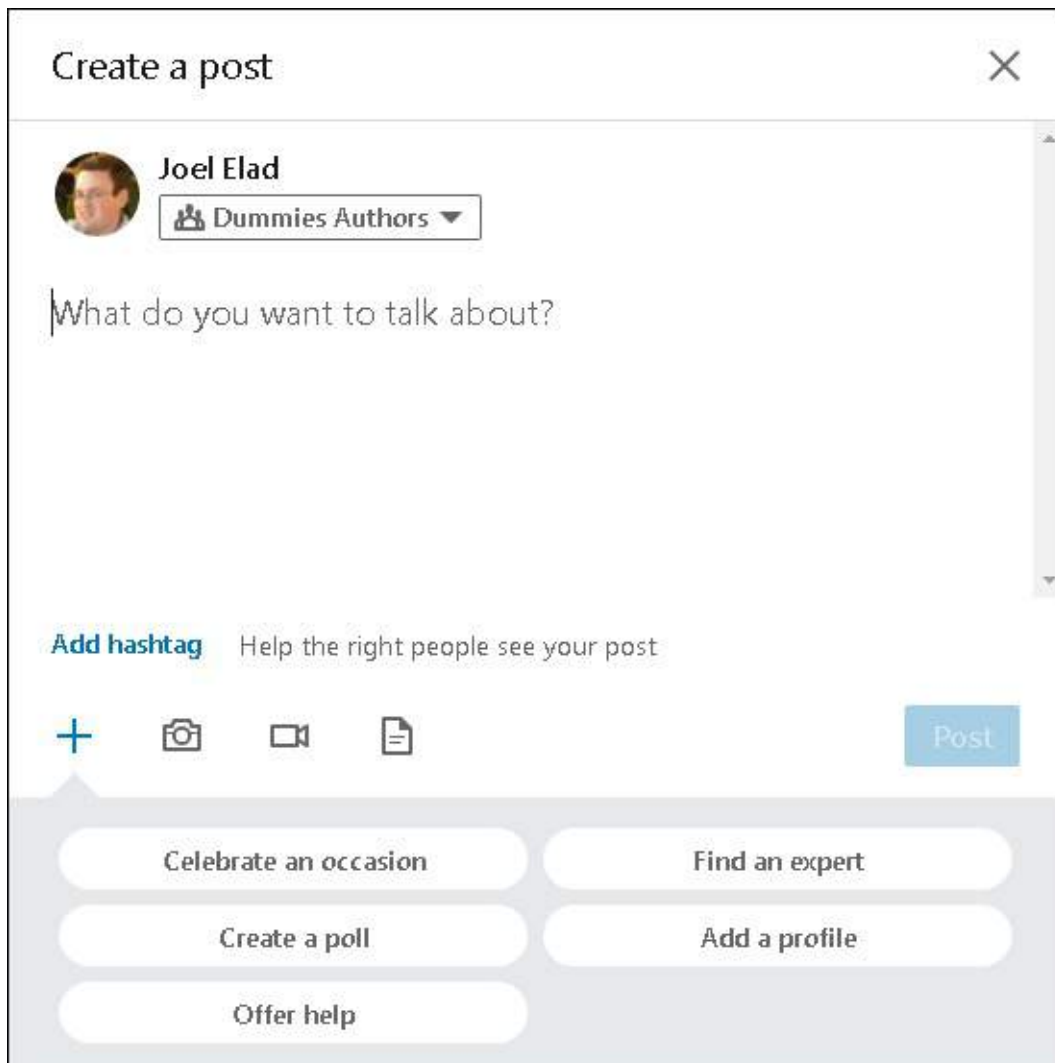 Create a post
Joel Elad
Dummies Authors
What do you want to talk about?
Add hashtag Help the right people see your post
Post
Celebrate an occasion Find an expert
Create a poll Add a profile
Offer help